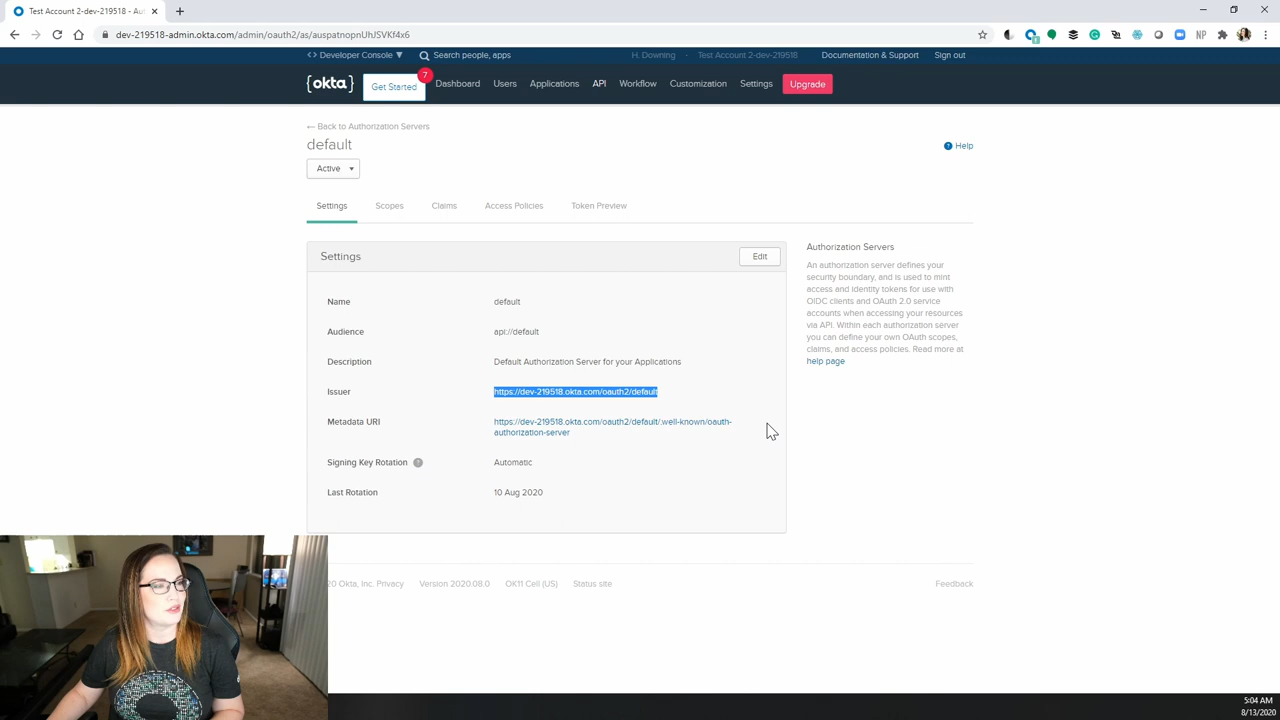 Test Account 2-dev-219518 - Aut
dev-219518-admin.okta.com/admin/oauth2/as/auspatnopnUhJSVKf4x6
<> Developer Console ▼ Search people, apps H. Downing - Test Account 2-dev-219518 Documentation & Support Sign out
{okta} Get Started 7 Dashboard Users Applications API Workflow Customization Settings Upgrade
← Back to Authorization Servers
default
Help
Active
Settings Scopes Claims Access Policies Token Preview
Settings Edit
Name default
Audience api://default
Description Default Authorization Server for your Applications
Issuer https://dev-219518.okta.com/oauth2/default
Metadata URI https://dev-219518.okta.com/oauth2/default/.well-known/oauth-
authorization-server
Signing Key Rotation ? Automatic
Last Rotation 10 Aug 2020
Authorization Servers
An authorization server defines your
security boundary, and is used to mint
access and identity tokens for use with
OIDC clients and OAuth 2.0 service
accounts when accessing your resources
via API. Within each authorization server
you can define your own OAuth scopes,
claims, and access policies. Read more at
help page
20 Okta, Inc. Privacy Version 2020.08.0 OK11 Cell (US) Status site Feedback
5:04 AM
8/13/2020